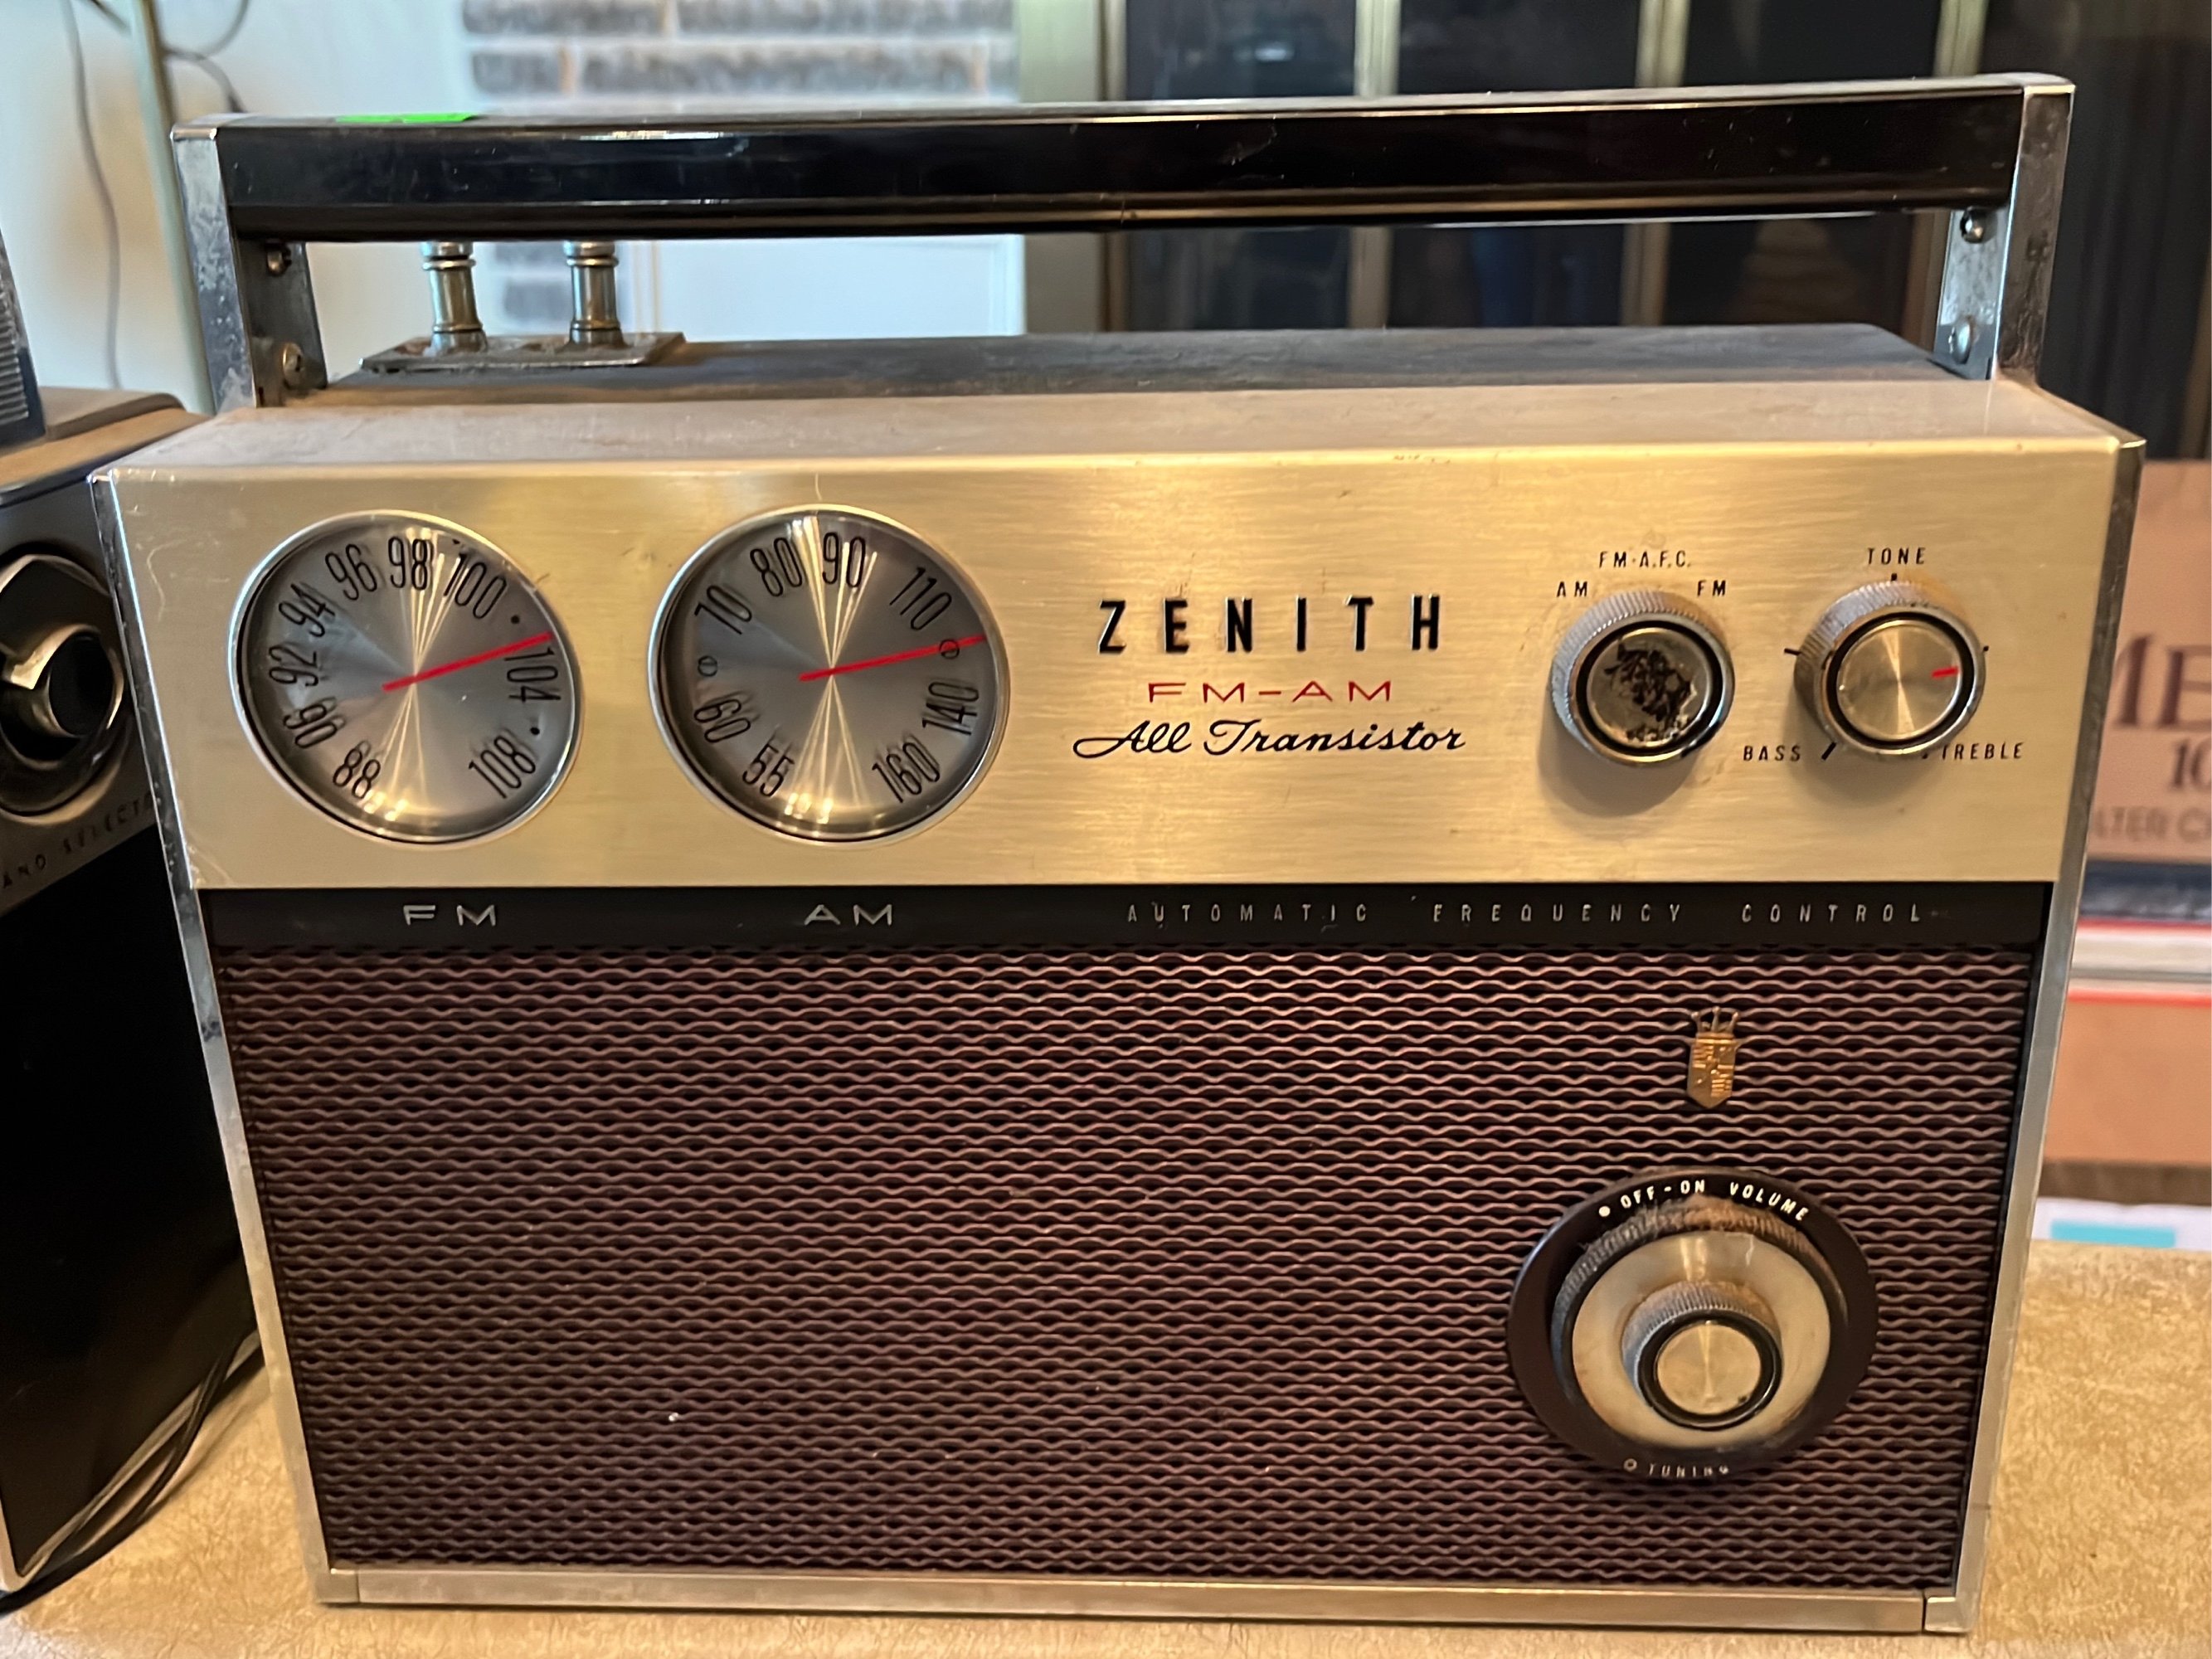 88 90 92 94 96 98 100 104 108
55 60 70 80 90 110 140 160
ZENITH
FM-AM
All Transistor
FM·A.F.C.
AM FM
TONE
BASS TREBLE
FM AM AUTOMATIC FREQUENCY CONTROL
OFF-ON VOLUME
TUNING
10